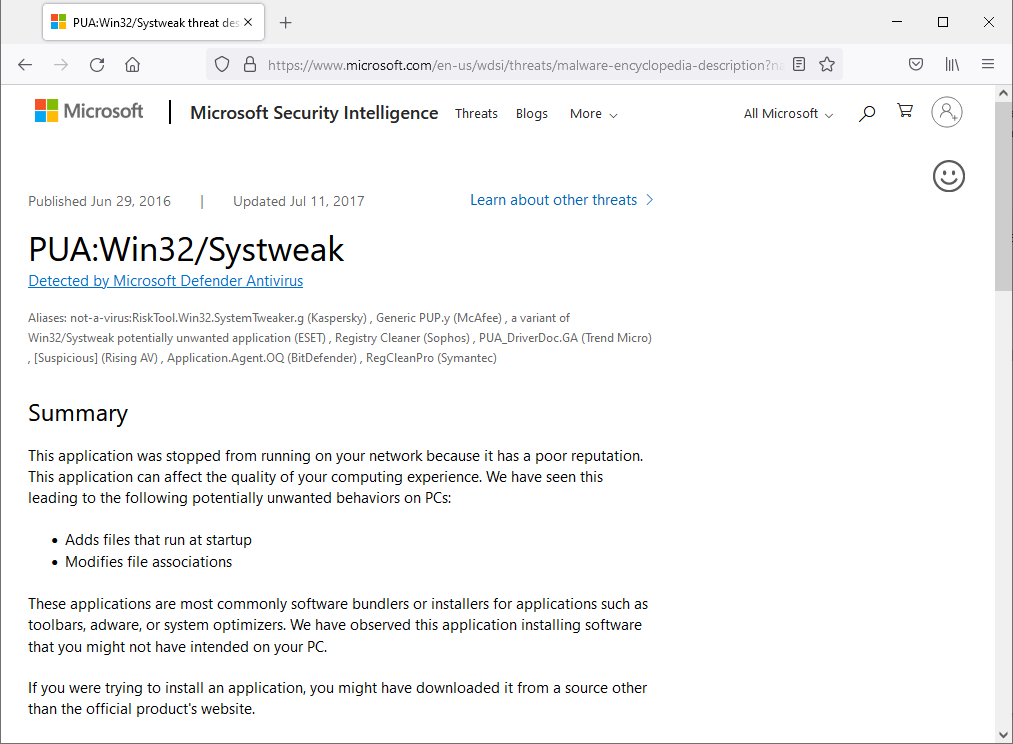 PUA:Win32/Systweak threat des
https://www.microsoft.com/en-us/wdsi/threats/malware-encyclopedia-description?na
Microsoft
Microsoft Security Intelligence
Threats
Blogs
More
All Microsoft
Published Jun 29, 2016 | Updated Jul 11, 2017
Learn about other threats
PUA:Win32/Systweak
Detected by Microsoft Defender Antivirus
Aliases: not-a-virus:RiskTool.Win32.SystemTweaker.g (Kaspersky) , Generic PUP.y (McAfee) , a variant of
Win32/Systweak potentially unwanted application (ESET) , Registry Cleaner (Sophos) , PUA_DriverDoc.GA (Trend Micro)
, [Suspicious] (Rising AV) , Application.Agent.OQ (BitDefender) , RegCleanPro (Symantec)
Summary
This application was stopped from running on your network because it has a poor reputation.
This application can affect the quality of your computing experience. We have seen this
leading to the following potentially unwanted behaviors on PCs:
• Adds files that run at startup
• Modifies file associations
These applications are most commonly software bundlers or installers for applications such as
toolbars, adware, or system optimizers. We have observed this application installing software
that you might not have intended on your PC.
If you were trying to install an application, you might have downloaded it from a source other
than the official product's website.